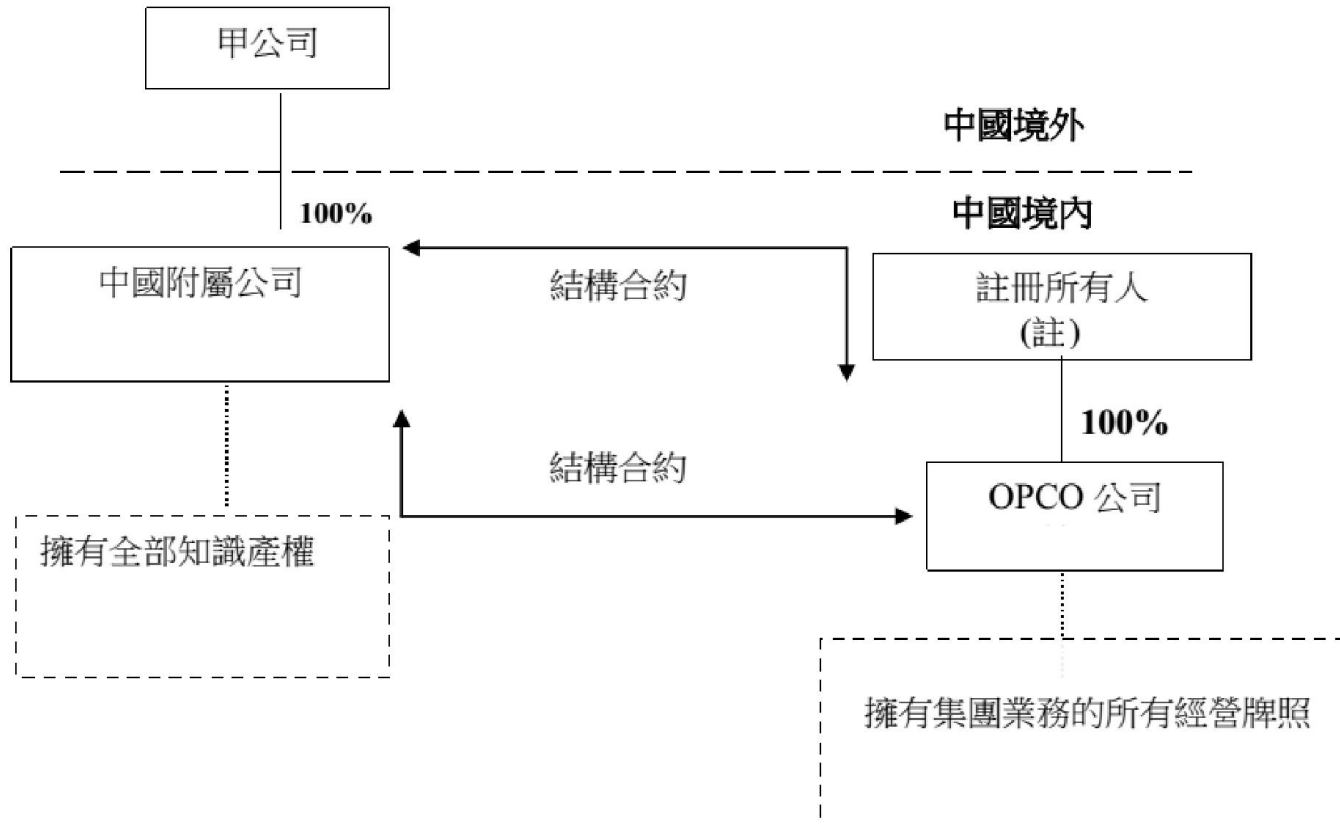 甲公司
中國境外
100%
中國境內
中國附屬公司
結構合約
註冊所有人
(註)
100%
結構合約
OPCO 公司
擁有全部知識產權
擁有集團業務的所有經營牌照